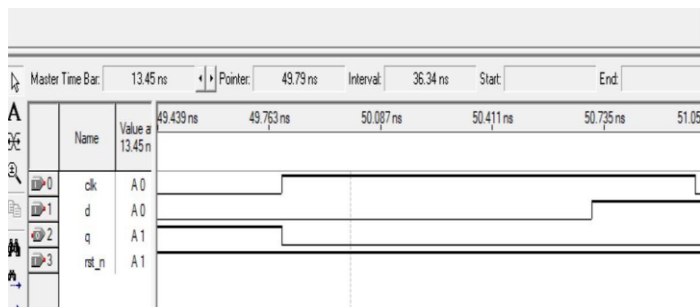 Master Time Bar: 13.45 ns Pointer: 49.79 ns Interval: 36.34 ns Start: End:
A
Name Value a 13.45 n
49.439 ns 49.763 ns 50.087 ns 50.411 ns 50.735 ns 51.05
0 clk A 0
1 d A 0
2 q A 1
3 rst_n A 1